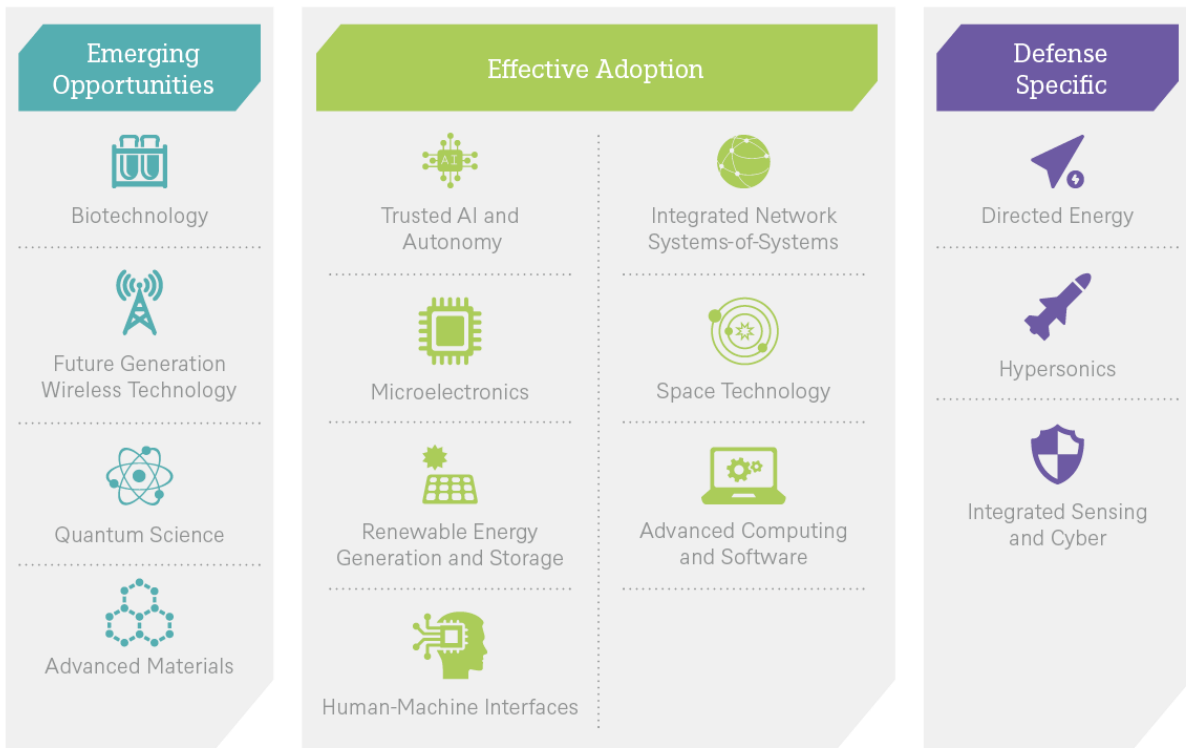 Emerging
Opportunities
Biotechnology
Future Generation
Wireless Technology
Quantum Science
Advanced Materials
Effective Adoption
AI
Trusted AI and
Autonomy
Microelectronics
Renewable Energy
Generation and Storage
Human-Machine Interfaces
Integrated Network
Systems-of-Systems
Space Technology
Advanced Computing
and Software
Defense
Specific
Directed Energy
Hypersonics
Integrated Sensing
and Cyber